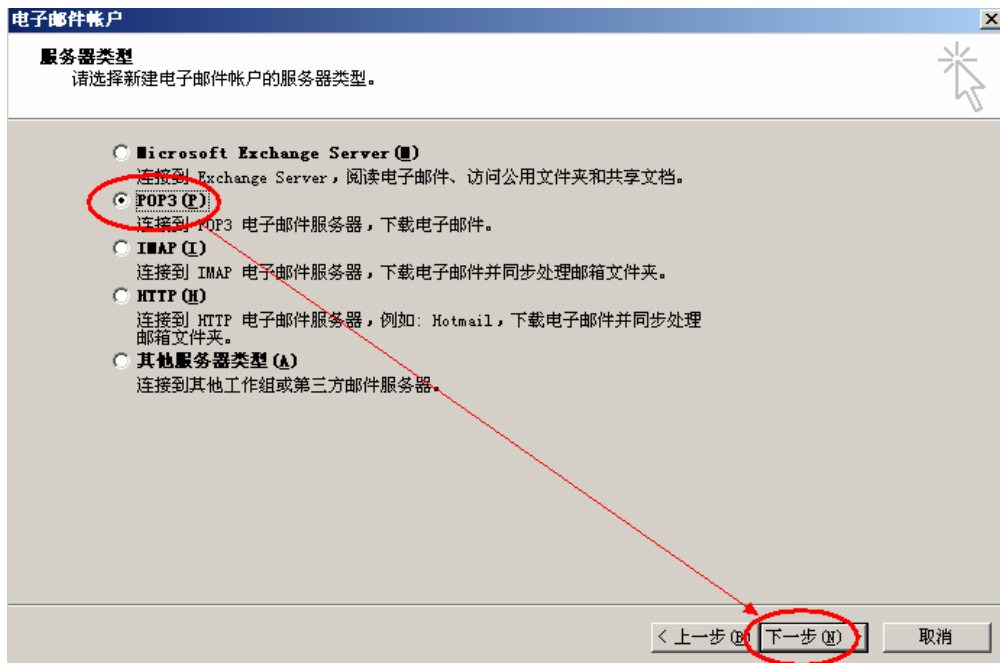 电子邮件帐户
服务器类型
请选择新建电子邮件帐户的服务器类型。
Microsoft Exchange Server(M)
连接到 Exchange Server，阅读电子邮件、访问公用文件夹和共享文档。
POP3(P)
连接到 POP3 电子邮件服务器，下载电子邮件。
IMAP(I)
连接到 IMAP 电子邮件服务器，下载电子邮件并同步处理邮箱文件夹。
HTTP(H)
连接到 HTTP 电子邮件服务器，例如: Hotmail，下载电子邮件并同步处理
邮箱文件夹。
其他服务器类型(A)
连接到其他工作组或第三方邮件服务器。
< 上一步(B) 下一步(N) > 取消